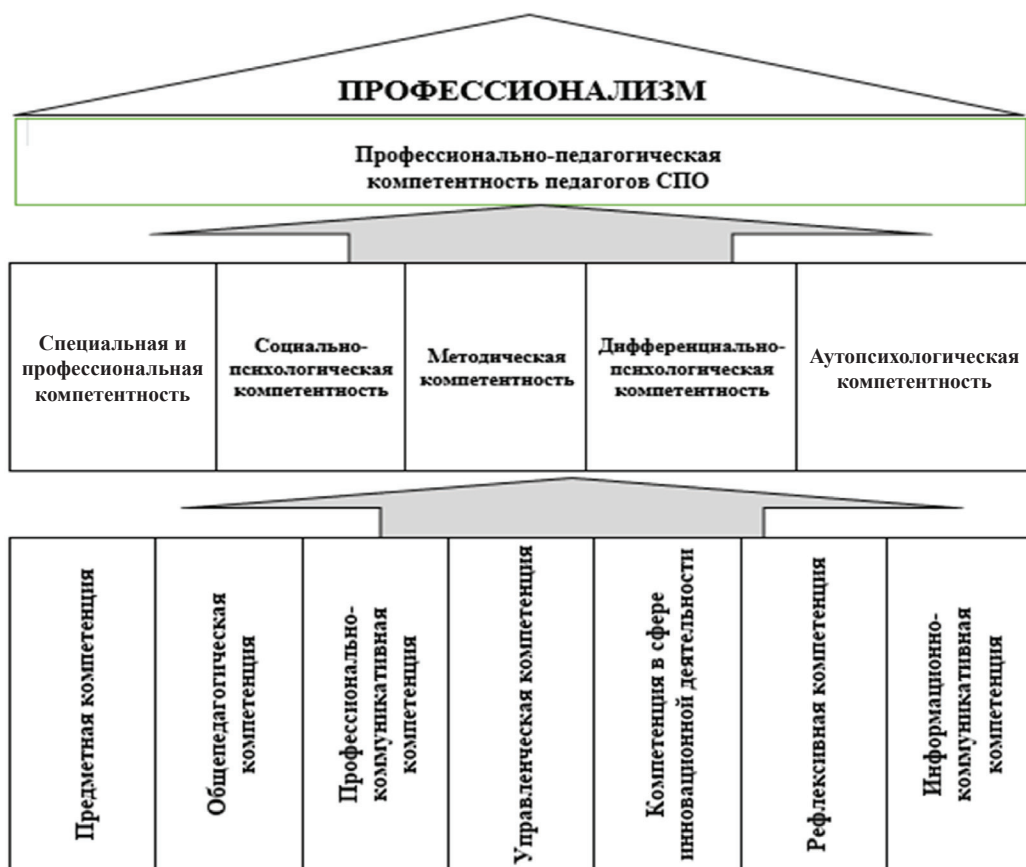 ПРОФЕССИОНАЛИЗМ
Профессионально-педагогическая
компетентность педагогов СПО
Специальная и
профессиональная
компетентность
Социально-
психологическая
компетентность
Методическая
компетентность
Дифференциально-
психологическая
компетентность
Аутопсихологическая
компетентность
Предметная компетенция
Общепедагогическая
компетенция
Профессионально-
коммуникативная
компетенция
Управленческая компетенция
Компетенция в сфере
инновационной деятельности
Рефлексивная компетенция
Информационно-
коммуникативная
компетенция